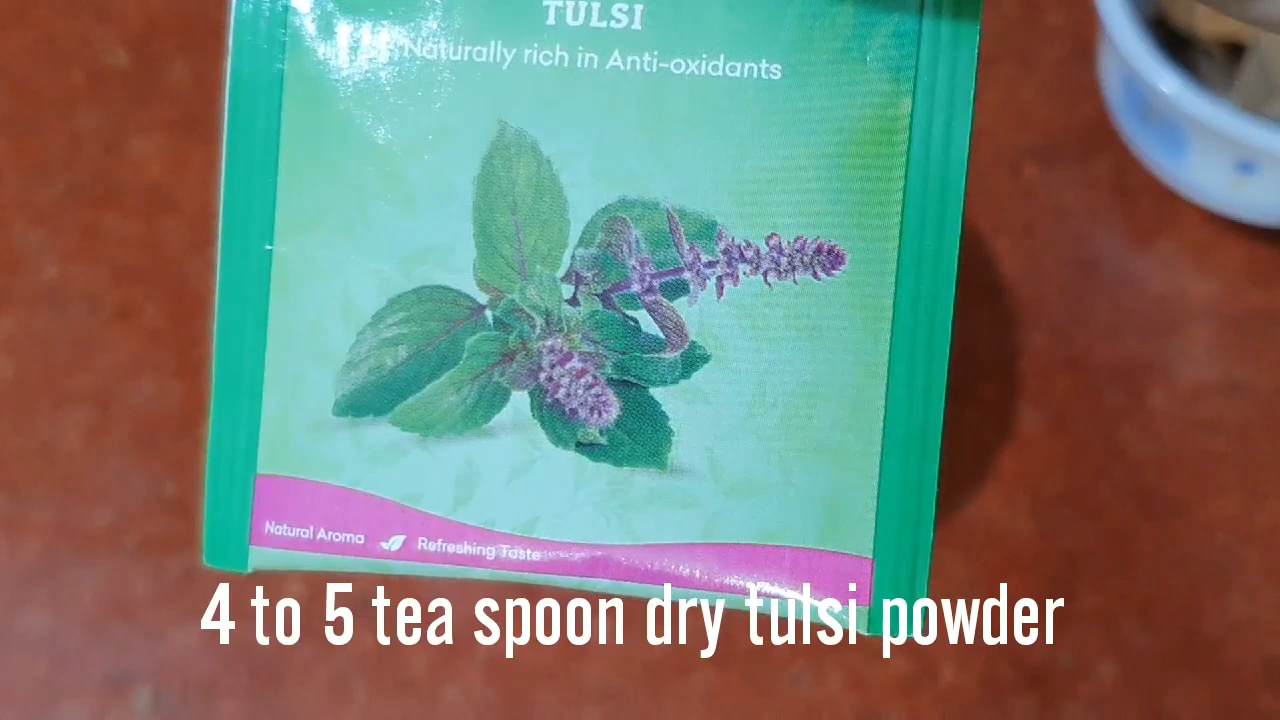 TULSI
Naturally rich in Anti-oxidants
Natural Aroma Refreshing Taste
4 to 5 tea spoon dry tulsi powder